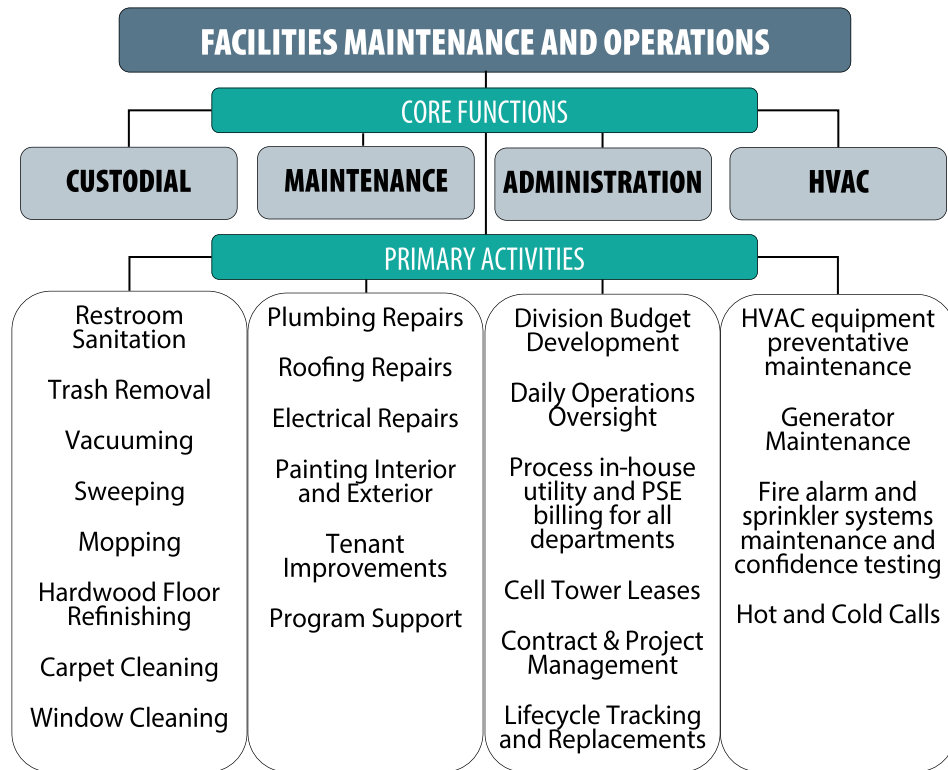 FACILITIES MAINTENANCE AND OPERATIONS
CORE FUNCTIONS
CUSTODIAL
MAINTENANCE
ADMINISTRATION
HVAC
PRIMARY ACTIVITIES
Restroom
Sanitation
Trash Removal
Vacuuming
Sweeping
Mopping
Hardwood Floor
Refinishing
Carpet Cleaning
Window Cleaning
Plumbing Repairs
Roofing Repairs
Electrical Repairs
Painting Interior
and Exterior
Tenant
Improvements
Program Support
Division Budget
Development
Daily Operations
Oversight
Process in-house
utility and PSE
billing for all
departments
Cell Tower Leases
Contract & Project
Management
Lifecycle Tracking
and Replacements
HVAC equipment
preventative
maintenance
Generator
Maintenance
Fire alarm and
sprinkler systems
maintenance and
confidence testing
Hot and Cold Calls